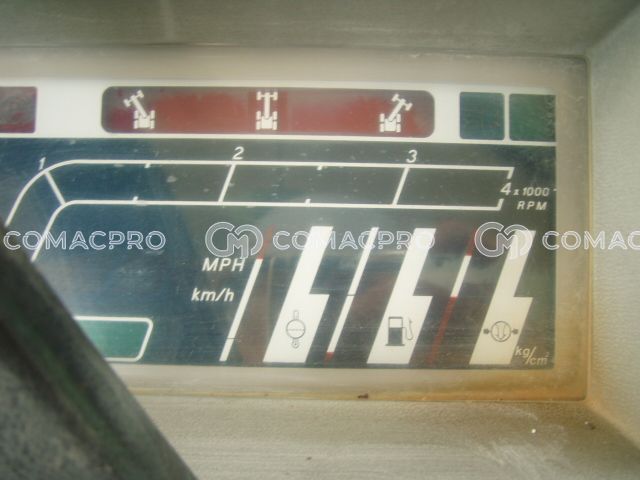 1 2 3 4 x 1000
RPM
COMACPRO COMACPRO COMACPRO
MPH
km/h
kg/cm²